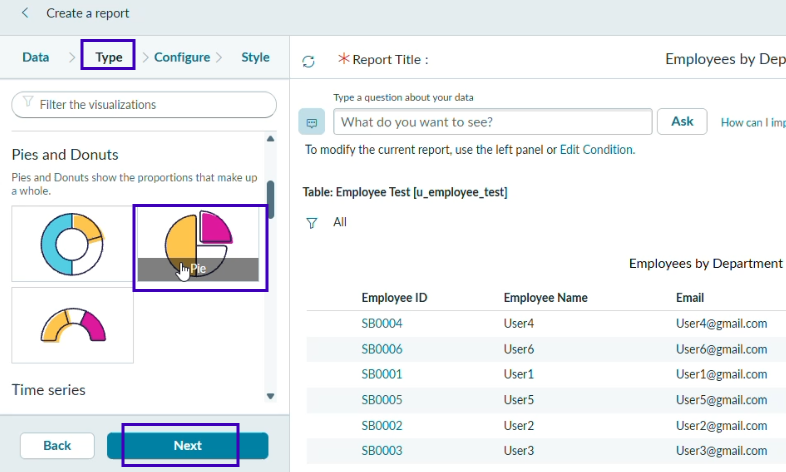 Create a report
Data Type Configure Style
Filter the visualizations
Pies and Donuts
Pies and Donuts show the proportions that make up
a whole.
Pie
Time series
Back Next
* Report Title : Employees by Dep
Type a question about your data
What do you want to see? Ask How can I imp
To modify the current report, use the left panel or Edit Condition.
Table: Employee Test [u_employee_test]
All
Employees by Department
Employee ID Employee Name Email
SB0004 User4 User4@gmail.com
SB0006 User6 User6@gmail.com
SB0001 User1 User1@gmail.com
SB0005 User5 User5@gmail.com
SB0002 User2 User2@gmail.com
SB0003 User3 User3@gmail.com